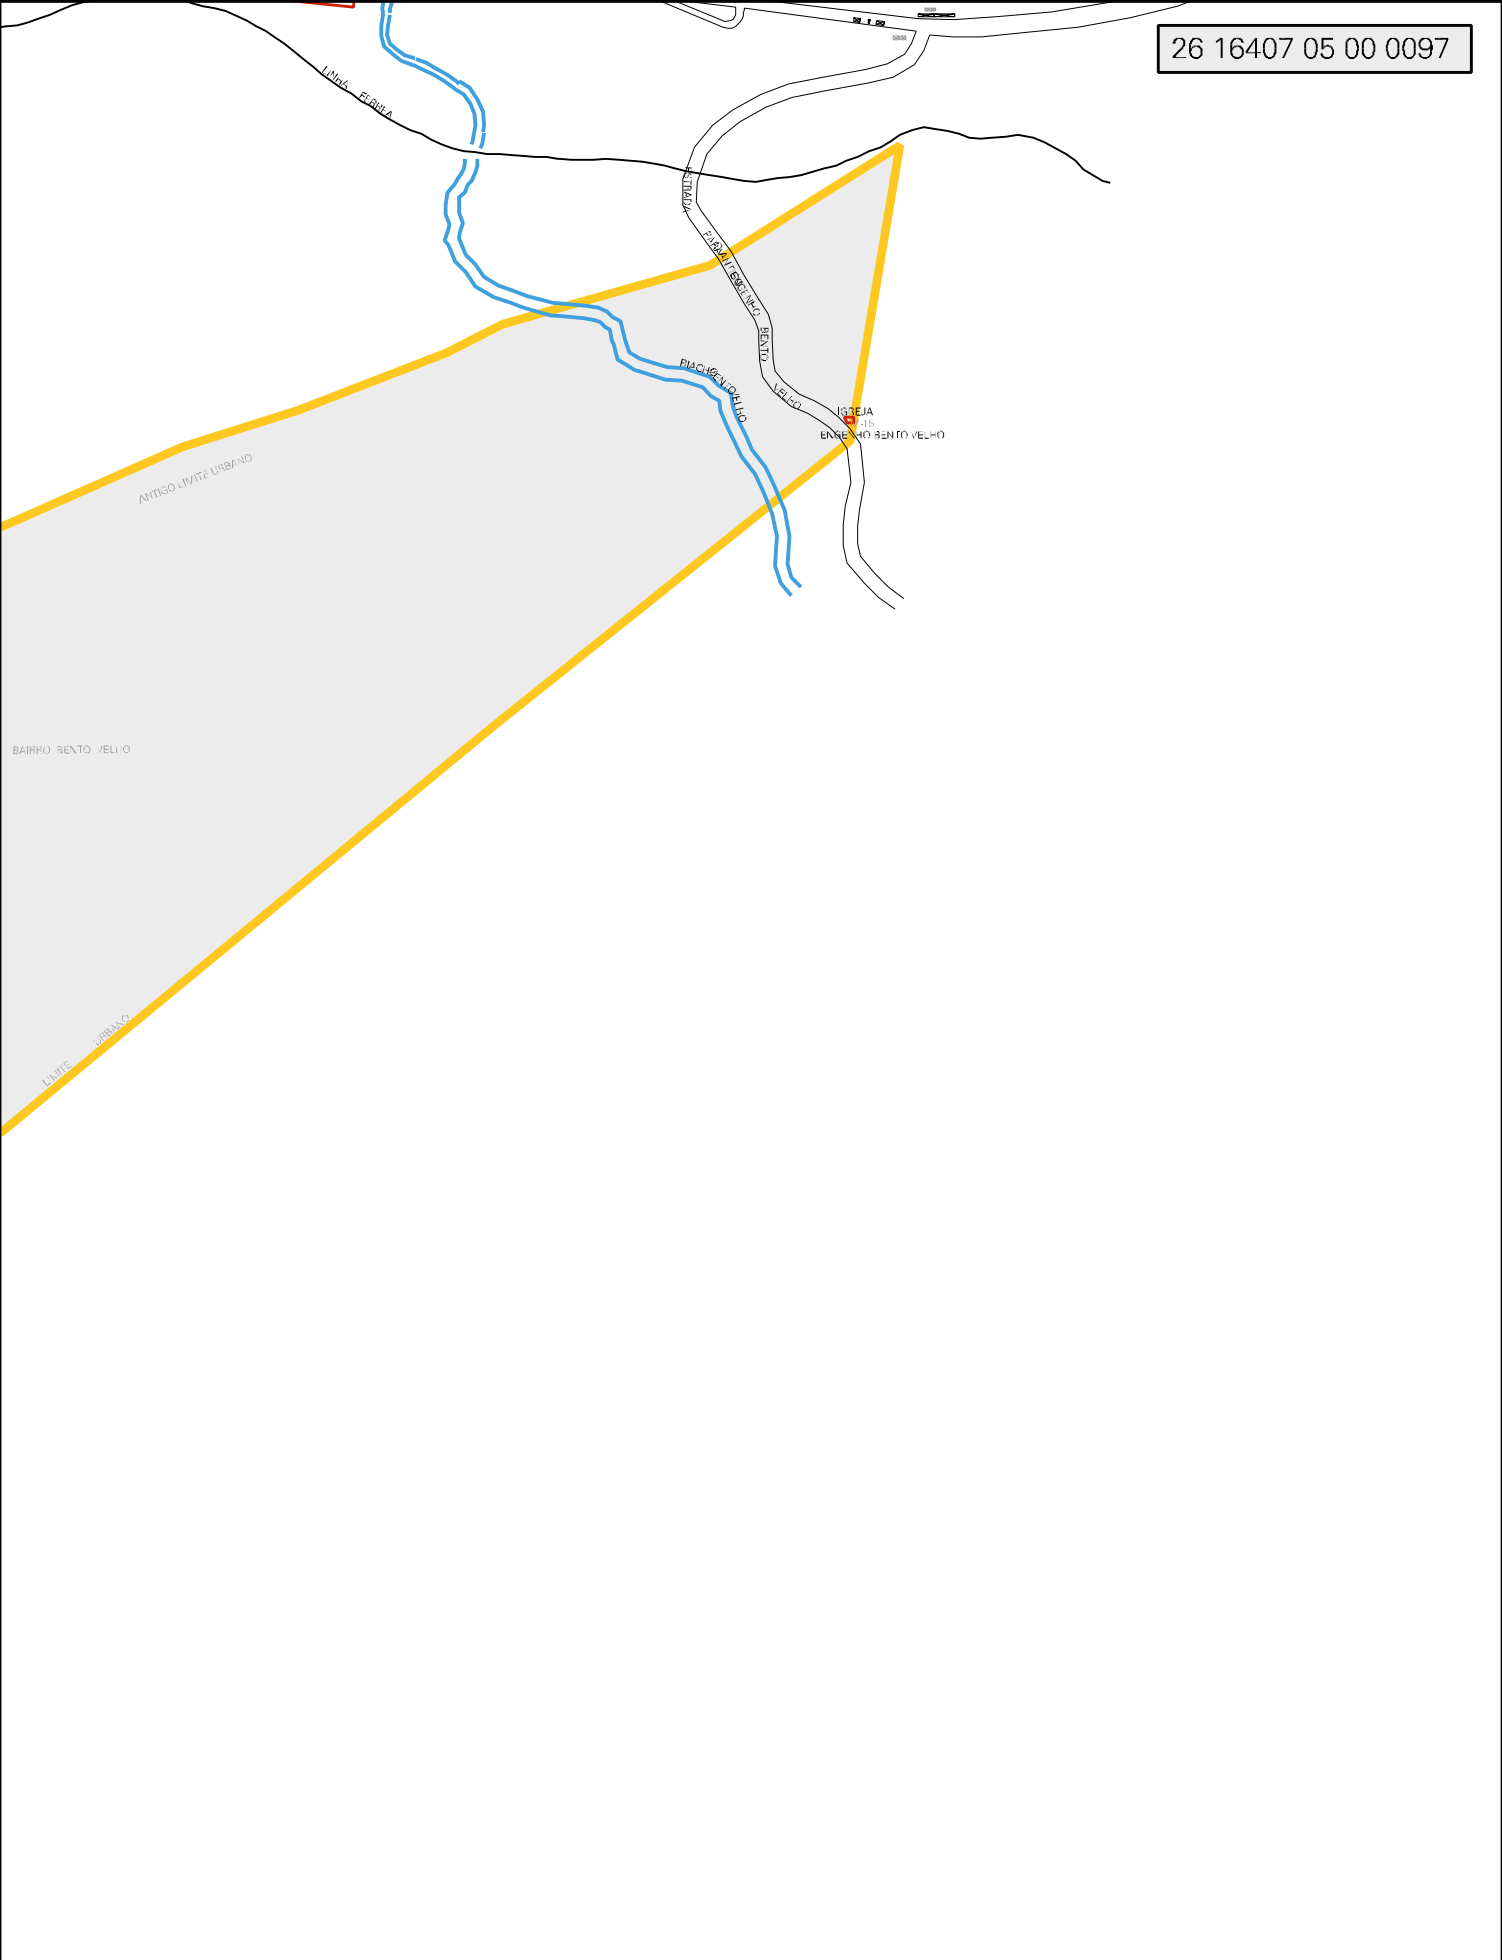 26 16407 05 00 0097
LINHA FERREA
ESTRADA
BENTO
VELHO
IGREJA
ENGENHO BENTO VELHO
ANTIGO LIMITE URBANO
BAIRRO BENTO VELHO
LIMITE URBANO